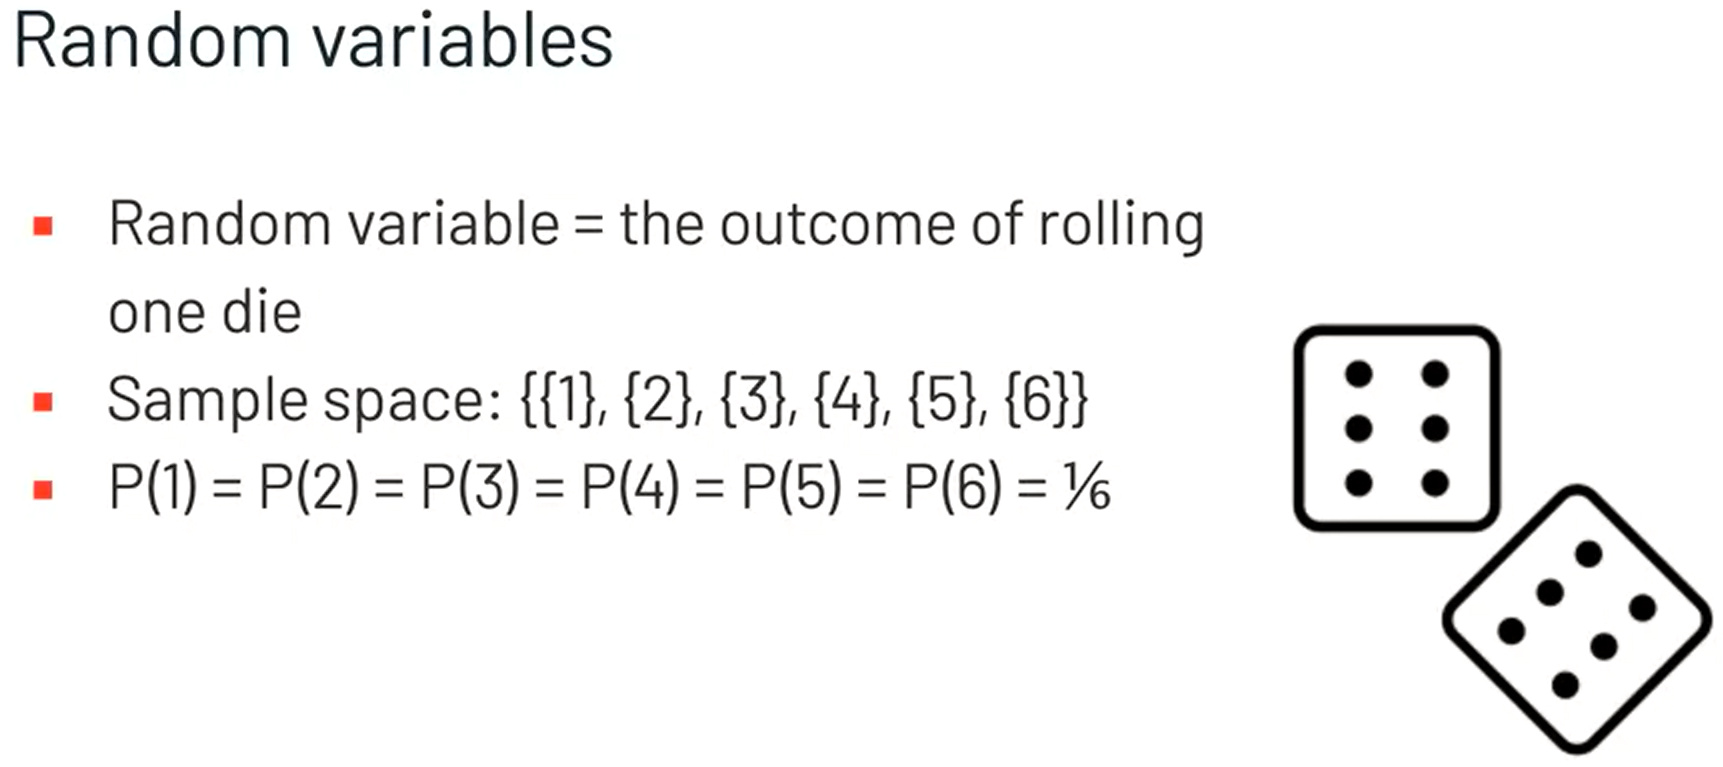 Random variables
Random variable = the outcome of rolling
one die
Sample space: {{1}, {2}, {3}, {4}, {5}, {6}}
P(1) = P(2) = P(3) = P(4) = P(5) = P(6) = ⅙